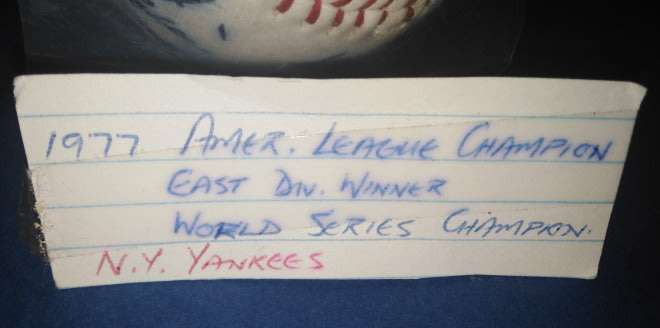 1977 AMER. LEAGUE CHAMPION
EAST DIV. WINNER
WORLD SERIES CHAMPION.
N.Y. YANKEES